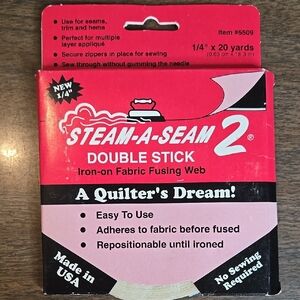 • Use for seams,
trim and hems
• Perfect for multiple
layer appliqué
• Secure zippers in place for sewing
• Sew through without gumming the needle
Item #5509
1/4" x 20 yards
NEW
1/4"
STEAM-A-SEAM 2®
DOUBLE STICK
Iron-on Fabric Fusing Web
A Quilter's Dream!
• Easy To Use
• Adheres to fabric before fused
• Repositionable until ironed
Made in
USA
No Sewing
Required